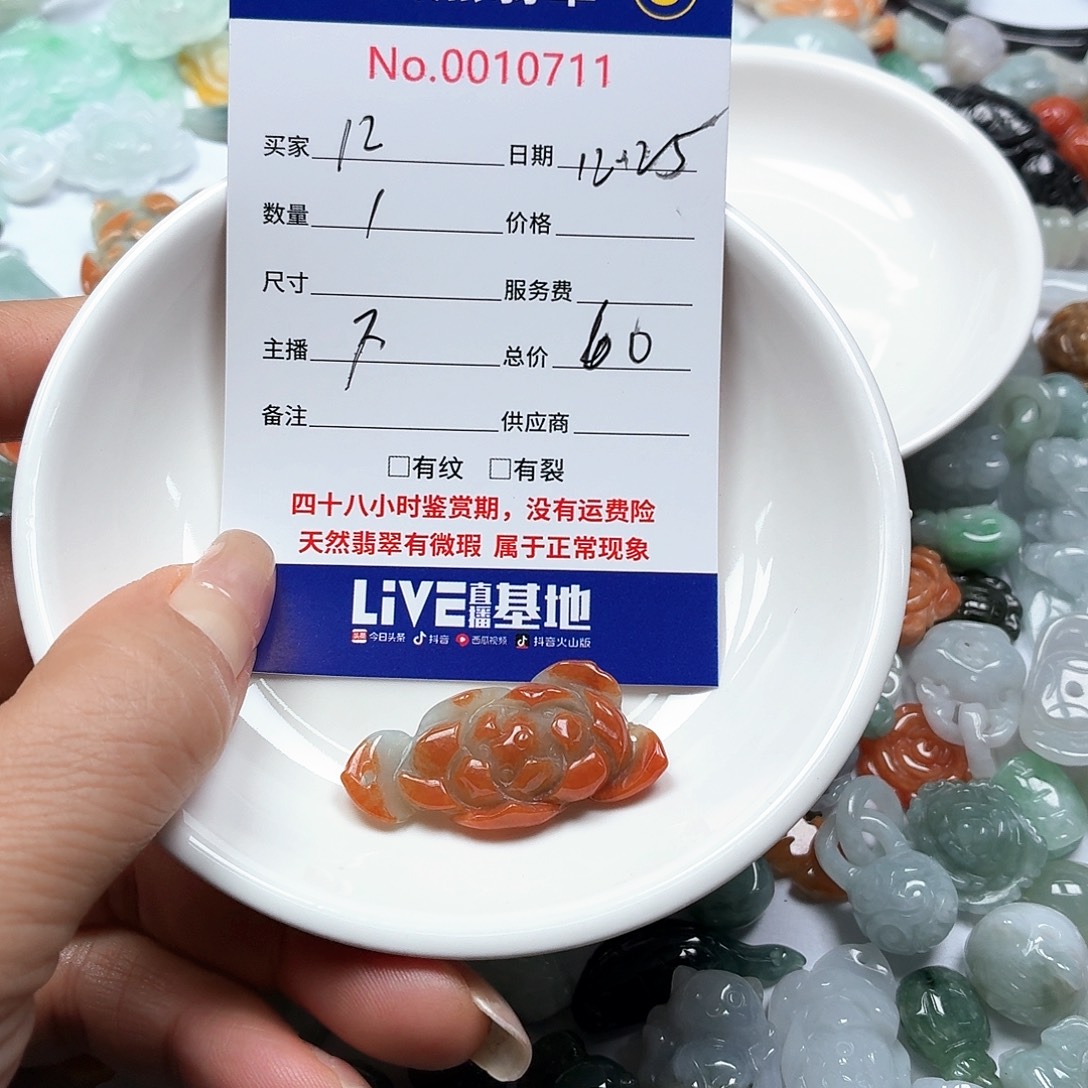 No.0010711
买家 12 日期 12.25
数量 1 价格
尺寸 服务费
主播 总价 60
备注 供应商
□有纹 □有裂
四十八小时鉴赏期，没有运费险
天然翡翠有微瑕 属于正常现象
LiVE直播基地
头条 今日头条 抖音 西瓜视频 抖音火山版